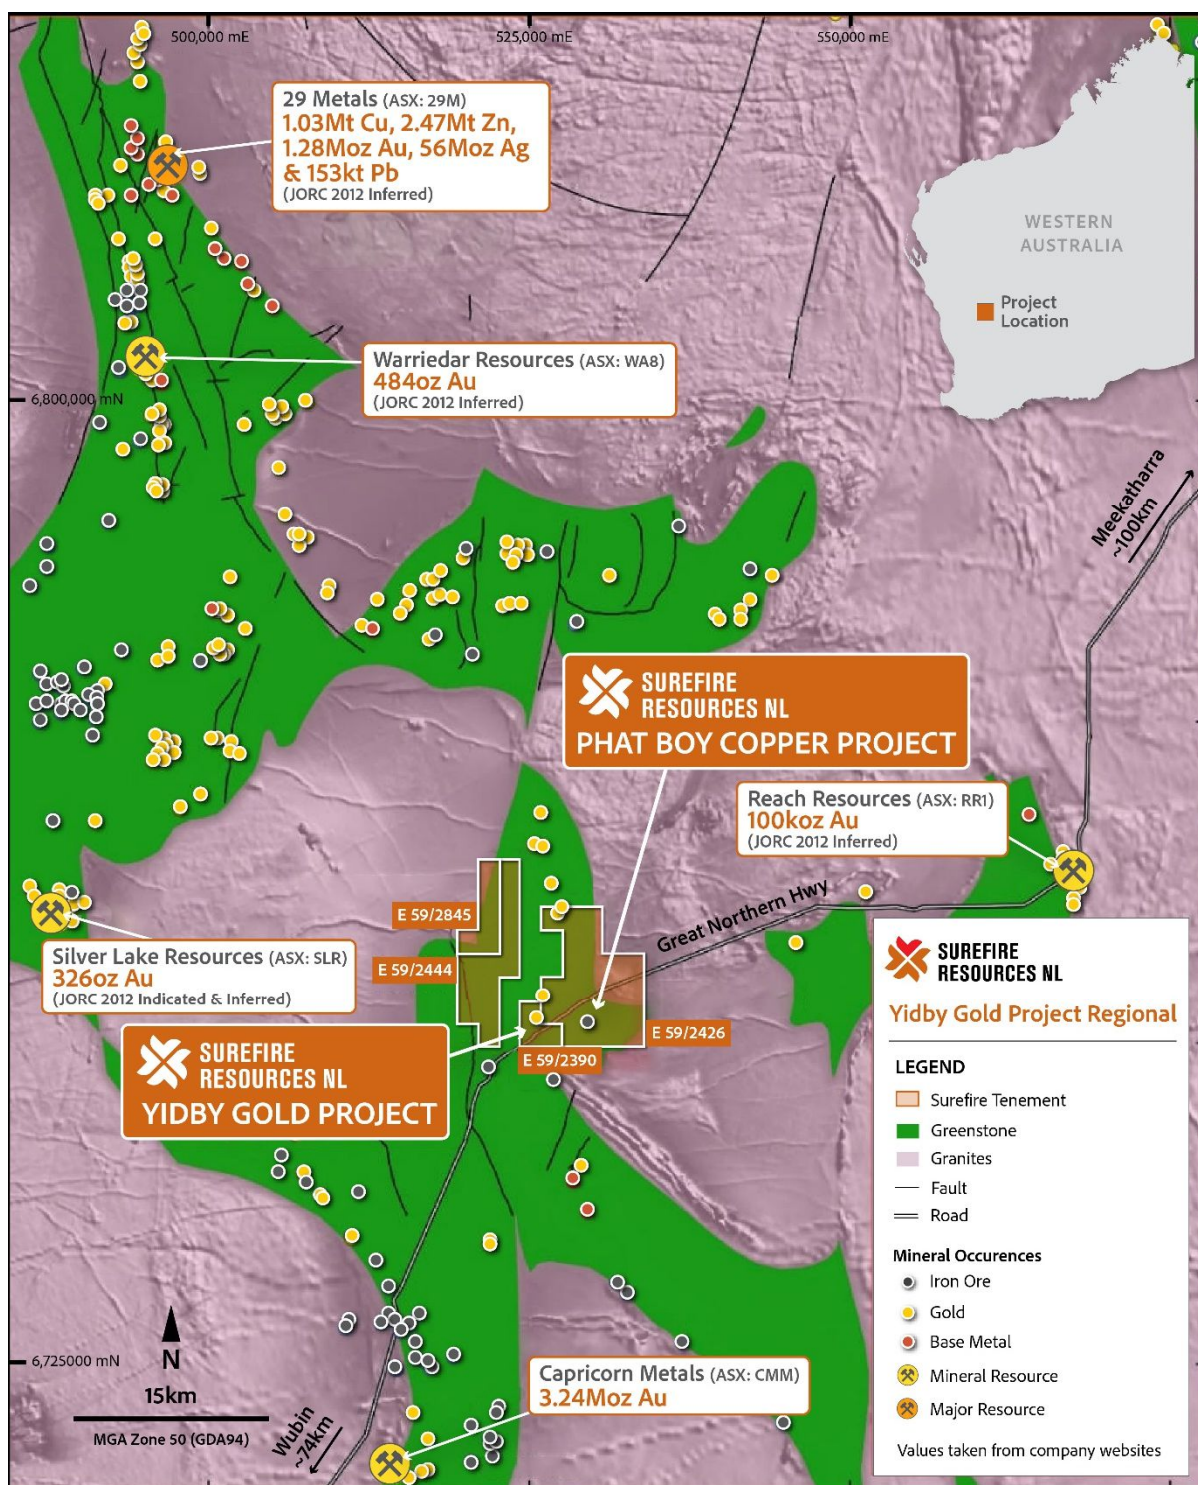 500,000 mE
525,000 mE
550,000 mE
29 Metals (ASX: 29M)
1.03Mt Cu, 2.47Mt Zn,
1.28Moz Au, 56Moz Ag
& 153kt Pb
(JORC 2012 Inferred)
WESTERN
AUSTRALIA
Project
Location
Warriedar Resources (ASX: WA8)
484oz Au
(JORC 2012 Inferred)
6,800,000 mN
Meekatharra
~100km
SUREFIRE
RESOURCES NL
PHAT BOY COPPER PROJECT
Reach Resources (ASX: RR1)
100koz Au
(JORC 2012 Inferred)
Great Northern Hwy
E 59/2845
E 59/2444
Silver Lake Resources (ASX: SLR)
326oz Au
(JORC 2012 Indicated & Inferred)
E 59/2426
E 59/2390
SUREFIRE
RESOURCES NL
YIDBY GOLD PROJECT
SUREFIRE
RESOURCES NL
Yidby Gold Project Regional
LEGEND
Surefire Tenement
Greenstone
Granites
Fault
Road
Mineral Occurences
Iron Ore
Gold
Base Metal
Mineral Resource
Major Resource
Values taken from company websites
6,725000 mN
N
15km
MGA Zone 50 (GDA94)
Wubin
~74km
Capricorn Metals (ASX: CMM)
3.24Moz Au